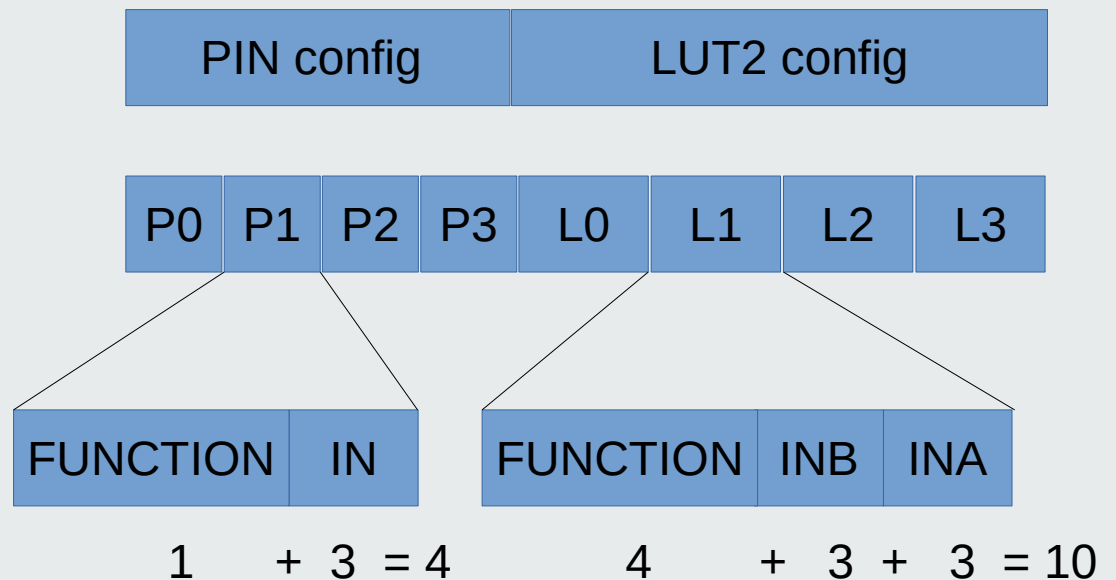 PIN config LUT2 config
P0 P1 P2 P3 L0 L1 L2 L3
FUNCTION IN FUNCTION INB INA
1 + 3 = 4 4 + 3 + 3 = 10